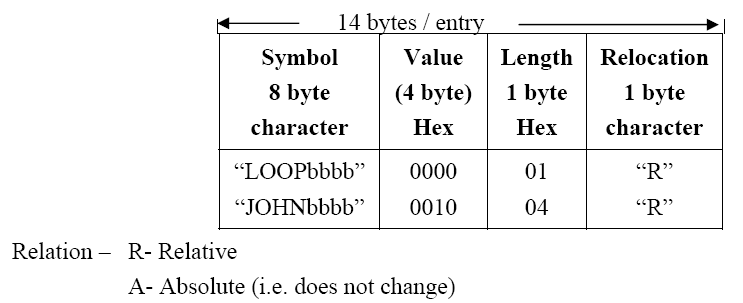 14 bytes / entry
Symbol Value Length Relocation
8 byte (4 byte) 1 byte 1 byte
character Hex Hex character
“LOOPbbbb” 0000 01 “R”
“JOHNbbbb” 0010 04 “R”
Relation – R- Relative
A- Absolute (i.e. does not change)